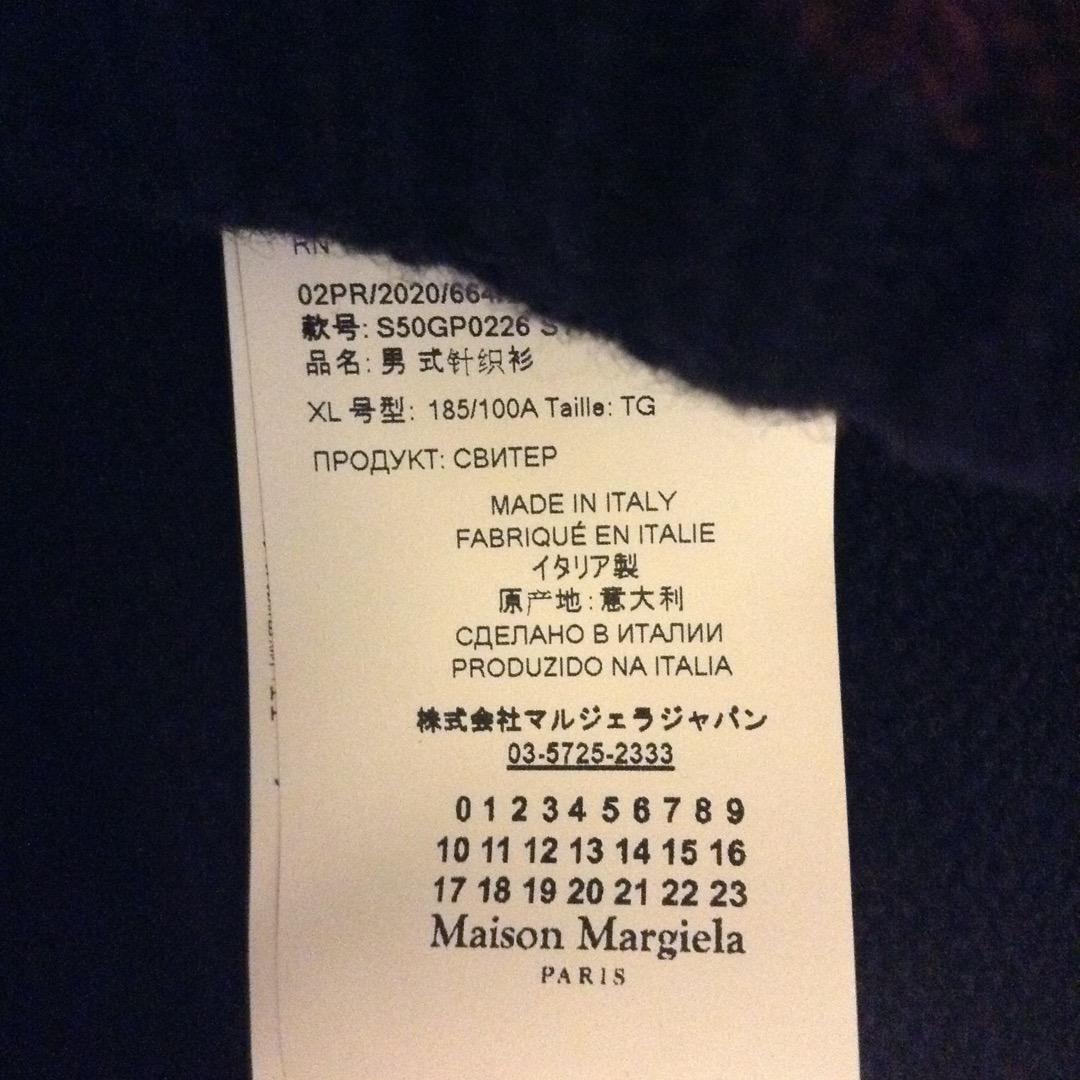 RN
02PR/2020/664
款号: S50GP0226
品名: 男 式针织衫
XL 号型: 185/100A Taille: TG
ПРОДУКТ: СВИТЕР
MADE IN ITALY
FABRIQUÉ EN ITALIE
イタリア製
原产地: 意大利
СДЕЛАНО В ИТАЛИИ
PRODUZIDO NA ITALIA
株式会社マルジェラジャパン
03-5725-2333
0 1 2 3 4 5 6 7 8 9
10 11 12 13 14 15 16
17 18 19 20 21 22 23
Maison Margiela
PARIS